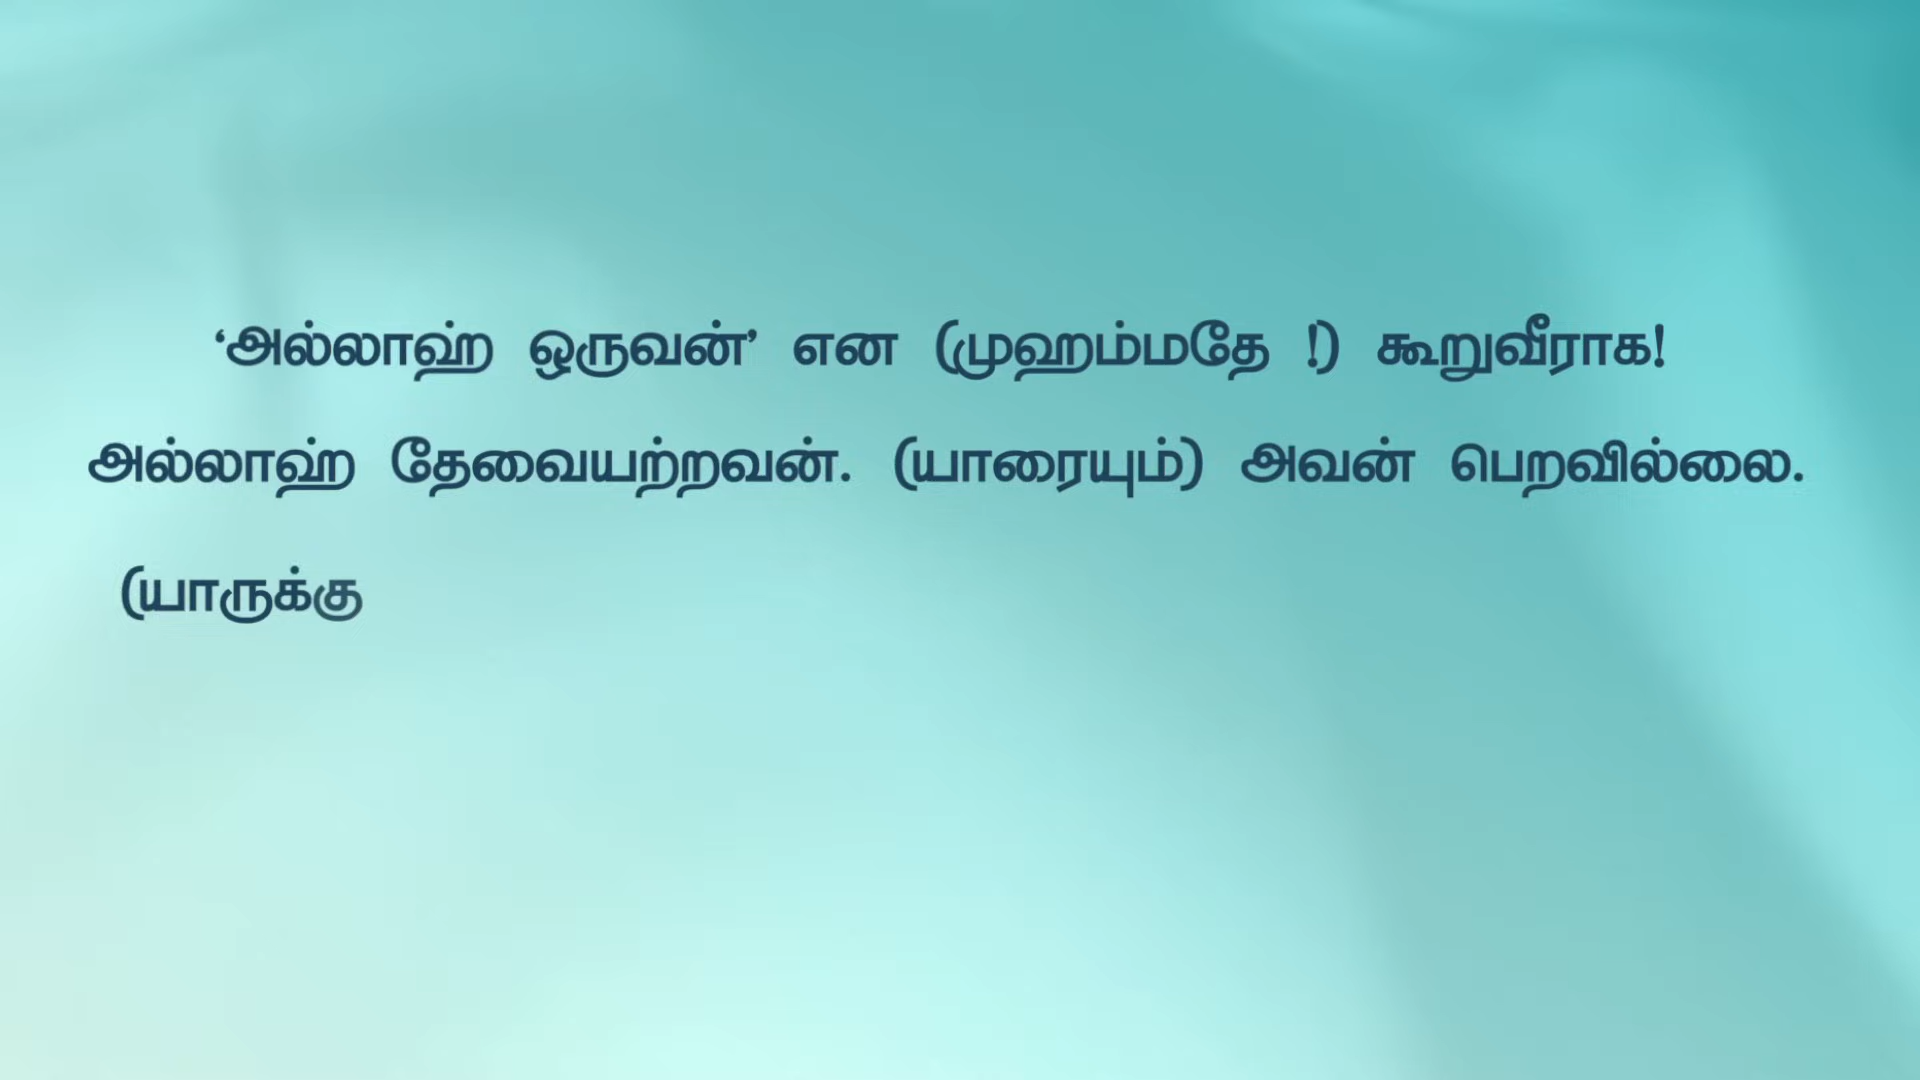 ‘அல்லாஹ் ஒருவன்’ என (முஹம்மதே !) கூறுவீராக!
அல்லாஹ் தேவையற்றவன். (யாரையும்) அவன் பெறவில்லை.
(யாருக்கு